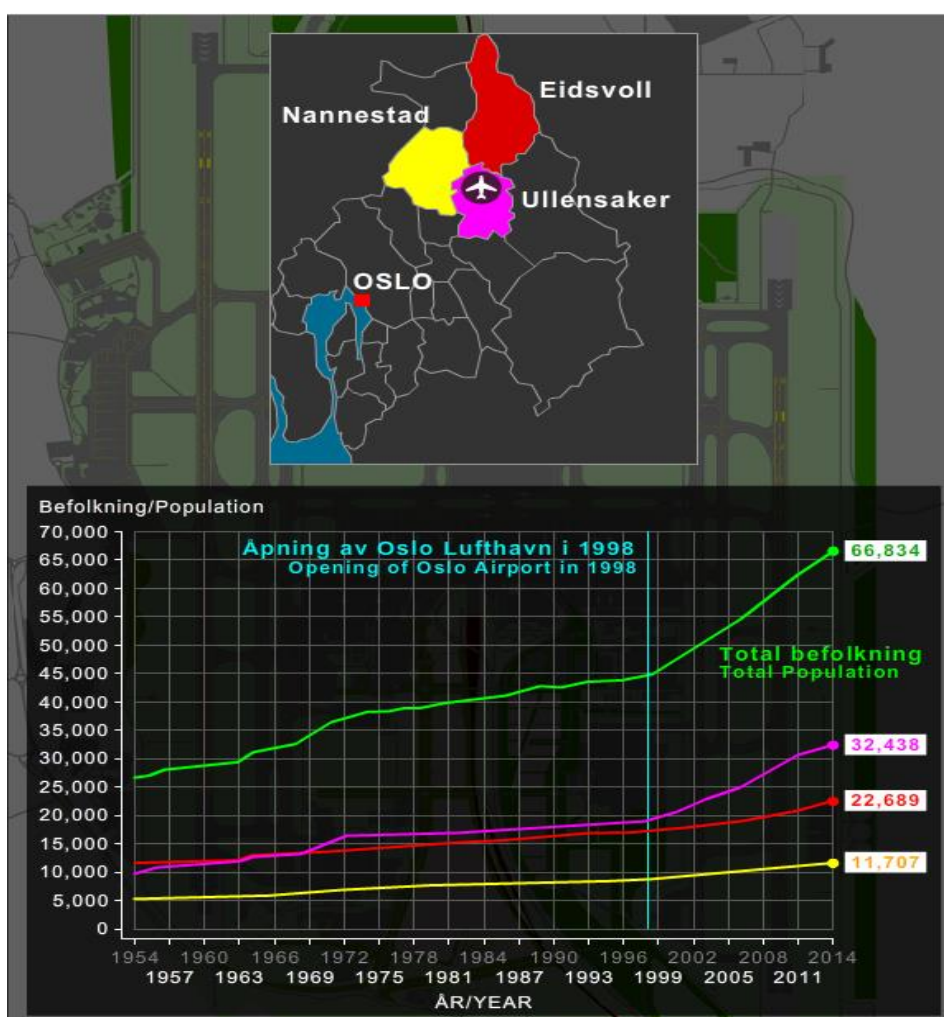 Eidsvoll
Nannestad
Ullensaker
OSLO
Befolkning/Population
70,000
65,000
60,000
55,000
50,000
45,000
40,000
35,000
30,000
25,000
20,000
15,000
10,000
5,000
0
Åpning av Oslo Lufthavn i 1998
Opening of Oslo Airport in 1998
66,834
Total befolkning
Total Population
32,438
22,689
11,707
1954 1960 1966 1972 1978 1984 1990 1996 2002 2008 2014
1957 1963 1969 1975 1981 1987 1993 1999 2005 2011
ÅR/YEAR